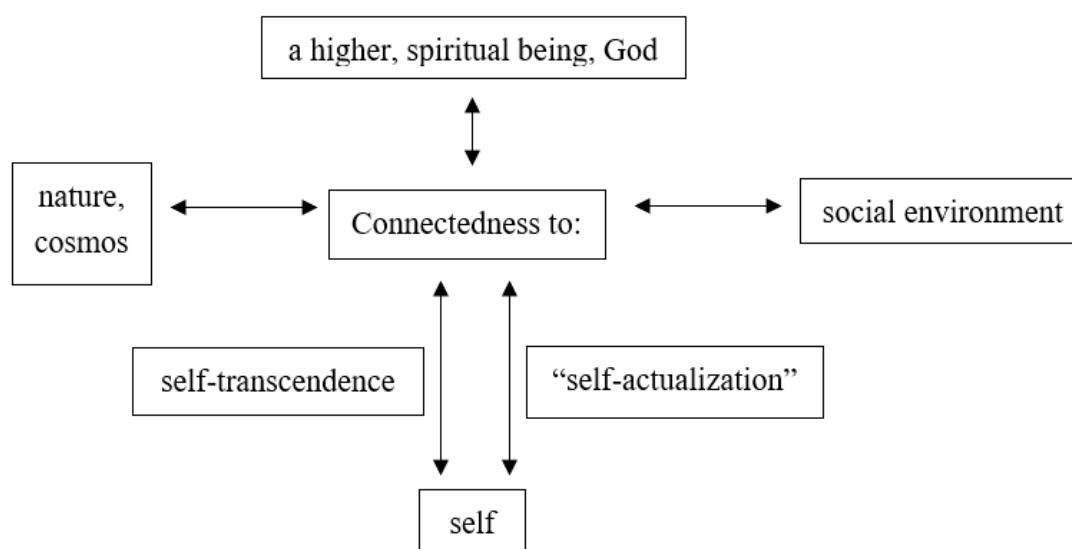 a higher, spiritual being, God
nature,
cosmos
Connectedness to:
social environment
self-transcendence
“self-actualization”
self